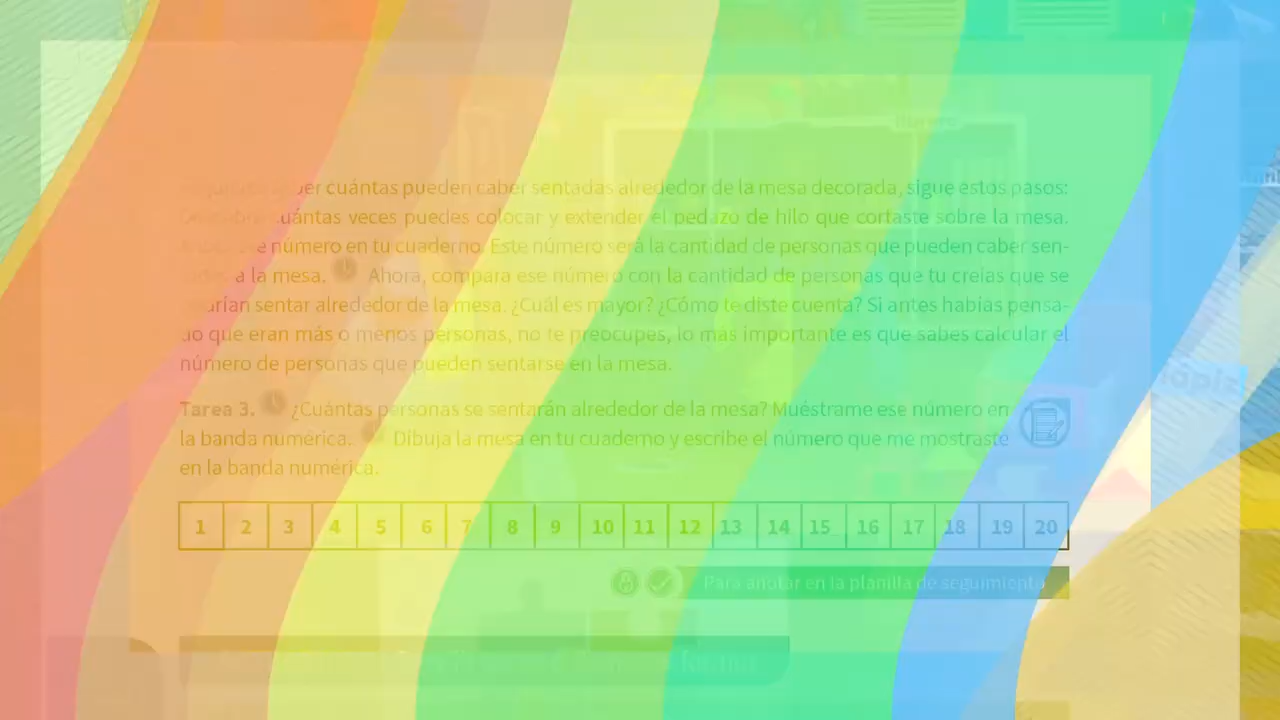 cuántas pueden caber sentadas alrededor de la mesa decorada, sigue estos pasos:
cuántas veces puedes colocar y extender el pedazo de hilo que cortaste sobre la mesa.
número en tu cuaderno. Este número será la cantidad de personas que pueden caber sen-
a la mesa. Ahora, compara ese número con la cantidad de personas que tu creías que se
sentar alrededor de la mesa. ¿Cuál es mayor? ¿Cómo te diste cuenta? Si antes habías pensa-
do que eran más o menos personas, no te preocupes, lo más importante es que sabes calcular el
número de personas que pueden sentarse en la mesa.
Tarea 3. ¿Cuántas personas se sentarán alrededor de la mesa? Muéstrame ese número en
la banda numérica. Dibuja la mesa en tu cuaderno y escribe el número que me mostraste
en la banda numérica.
1 2 3 4 5 6 7 8 9 10 11 12 13 14 15 16 17 18 19 20
Para anotar en la planilla de seguimiento